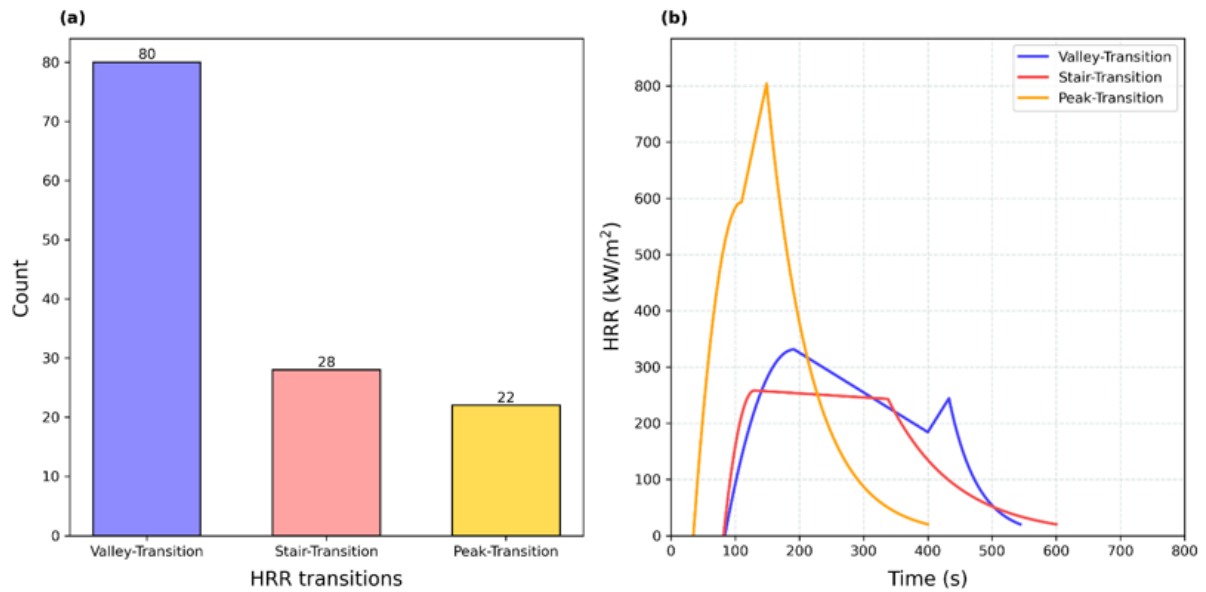 (a)
80
28
22
80
70
60
50
40
30
20
10
0
Count
Valley-Transition Stair-Transition Peak-Transition
HRR transitions
(b)
Valley-Transition
Stair-Transition
Peak-Transition
800
700
600
500
400
300
200
100
0
HRR (kW/m²)
0 100 200 300 400 500 600 700 800
Time (s)